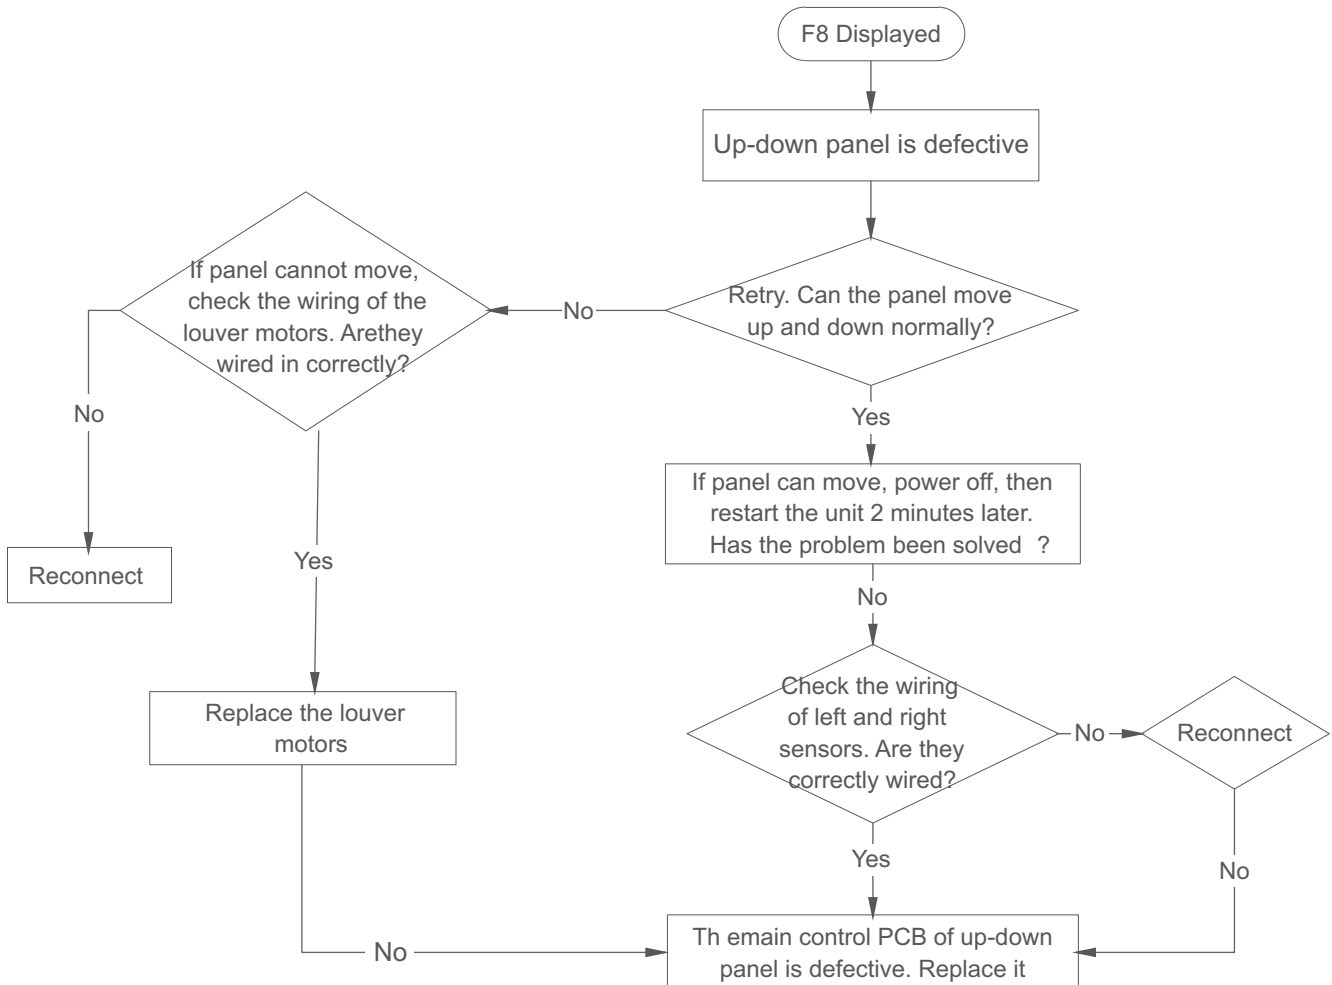 F8 Displayed
Up-down panel is defective
Retry. Can the panel move
up and down normally?
No
If panel cannot move,
check the wiring of the
louver motors. Arethey
wired in correctly?
No
Reconnect
Yes
Replace the louver
motors
No
Yes
If panel can move, power off, then
restart the unit 2 minutes later.
Has the problem been solved ?
No
Check the wiring
of left and right
sensors. Are they
correctly wired?
No
Reconnect
No
Yes
Th emain control PCB of up-down
panel is defective. Replace it